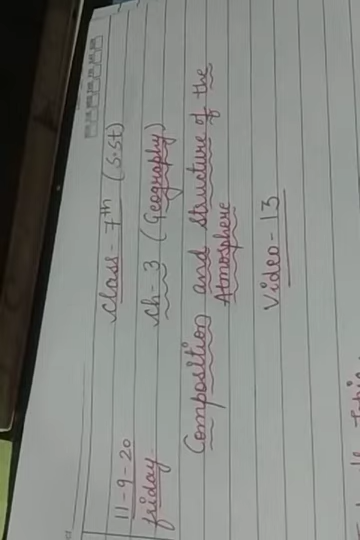 11-9-20
friday
Class- 7th (S.St)
Ch- 3 (Geography)
Composition and structure of the
Atmosphere
Video- 13